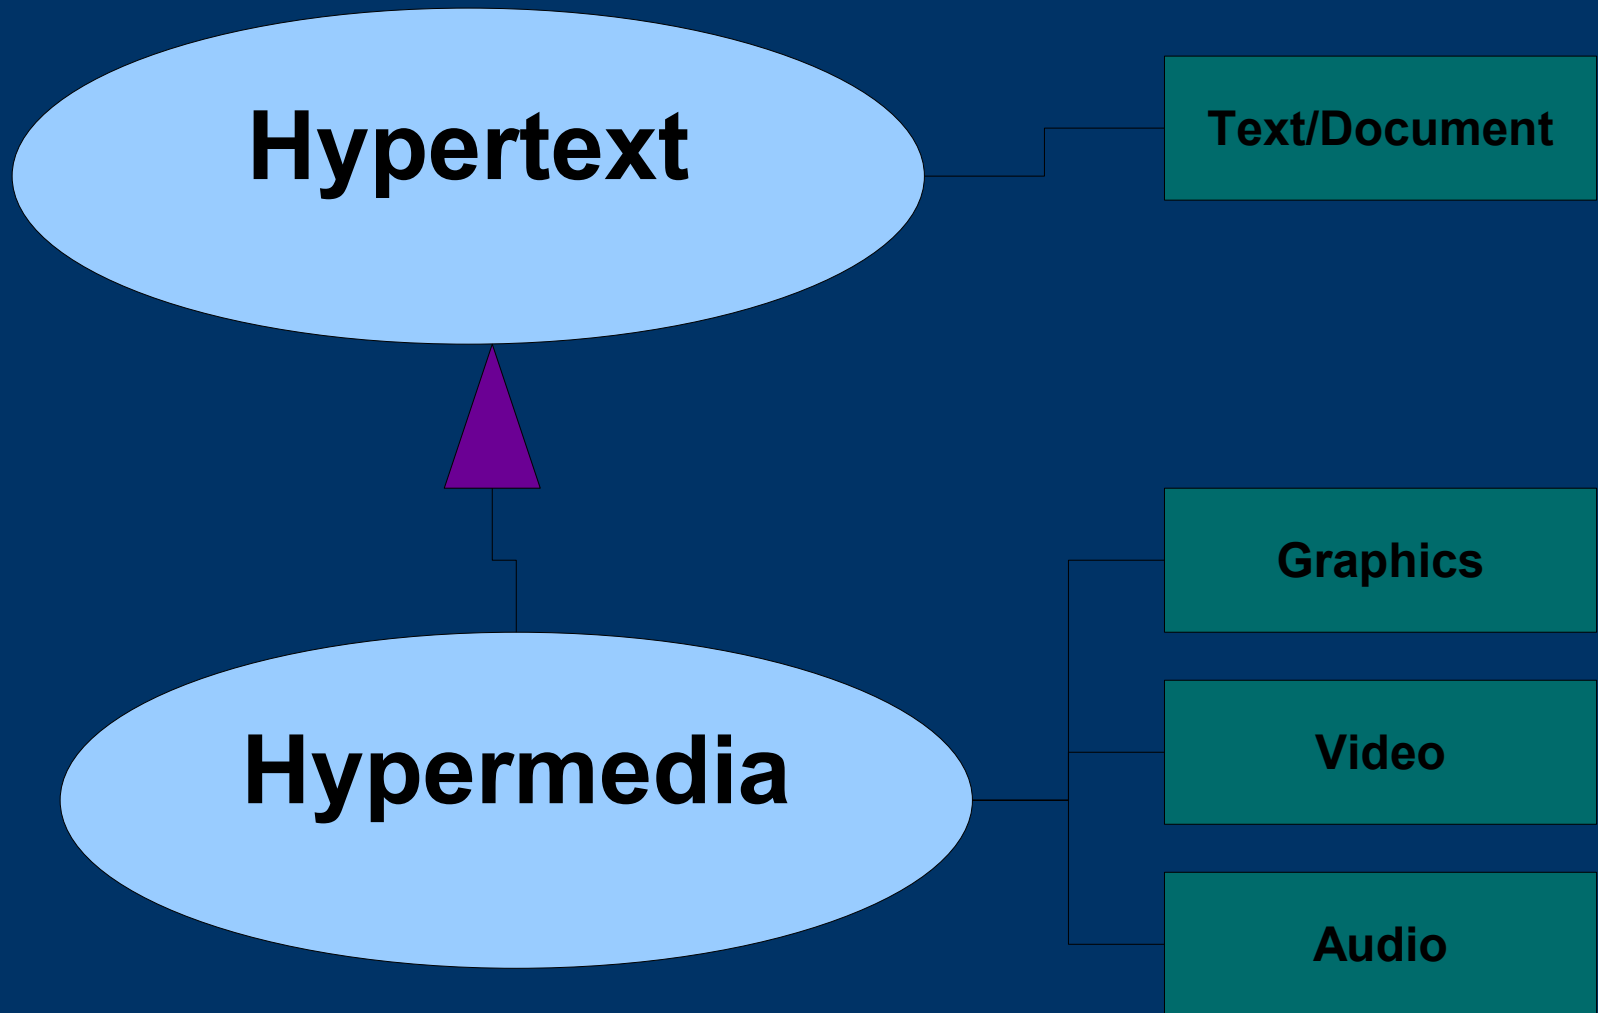 Hypertext
Text/Document
Graphics
Hypermedia
Video
Audio